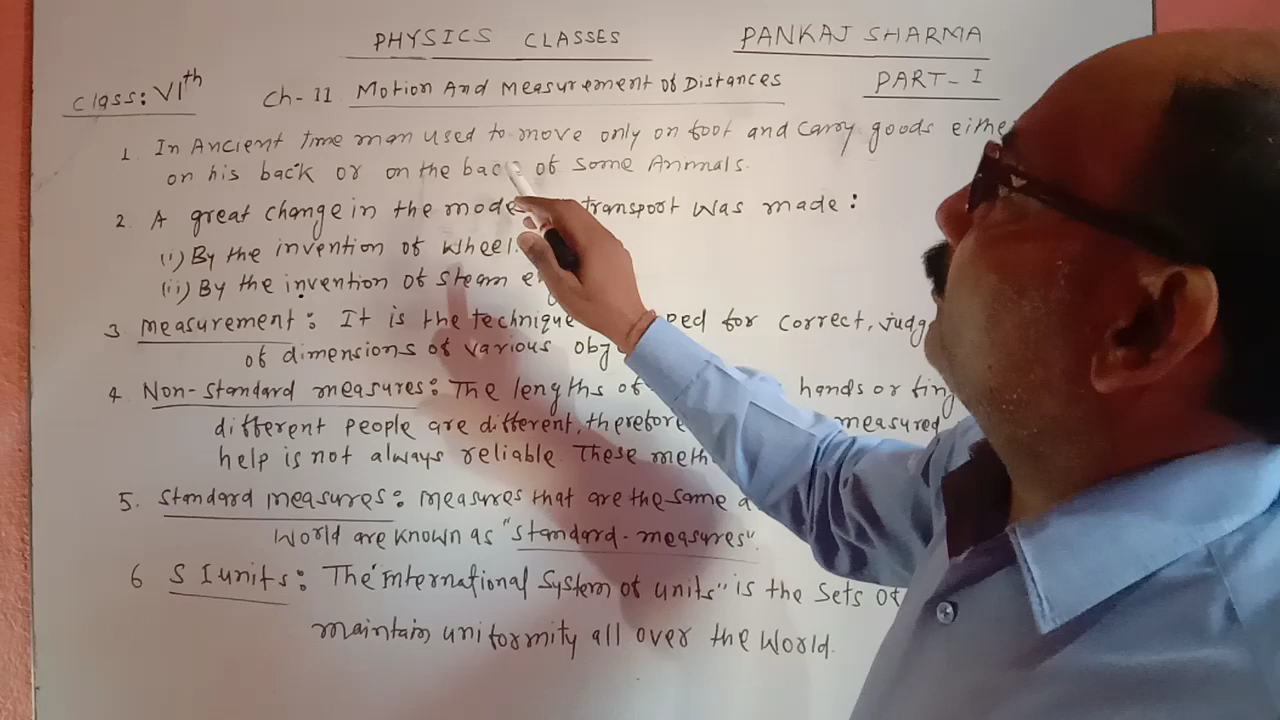 PHYSICS CLASSES PANKAJ SHARMA
Class: VIth Ch-11 Motion And Measurement of Distances PART-I
1. In Ancient time man used to move only on foot and carry goods
on his back or on the back of some Animals.
2. A great change in the transport was made:
(i) By the invention of wheel.
(ii) By the invention of steam
3 Measurement: It is the technique for correct, judg
of dimensions of various
4 Non-standard measures: The lengths of hands or
different people are different, therefore measured
help is not always reliable. These
5. Standard measures: Measures that are the same
World are known as "standard-measures".
6 S I units: The "international System of units" is the Sets of
maintain uniformity all over the World.